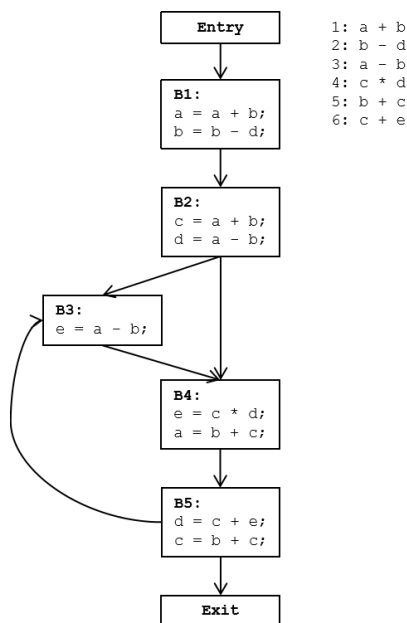 Entry
1: a + b
2: b - d
3: a - b
4: c * d
5: b + c
6: c + e
B1:
a = a + b;
b = b - d;
B2:
c = a + b;
d = a - b;
B3:
e = a - b;
B4:
e = c * d;
a = b + c;
B5:
d = c + e;
c = b + c;
Exit